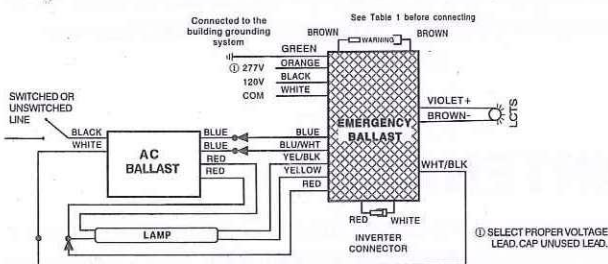 Connected to the
building grounding
system
See Table 1 before connecting
BROWN
WARNING
BROWN
GREEN
① 277V
ORANGE
120V
BLACK
COM
WHITE
SWITCHED OR
UNSWITCHED
LINE
VIOLET+
BROWN-
LCTS
EMERGENCY
BALLAST
BLACK
WHITE
AC
BALLAST
BLUE
BLUE
BLUE
BLU/WHT
RED
RED
YEL/BLK
YELLOW
RED
WHT/BLK
LAMP
RED
WHITE
INVERTER
CONNECTOR
① SELECT PROPER VOLTAGE
LEAD. CAP UNUSED LEAD.